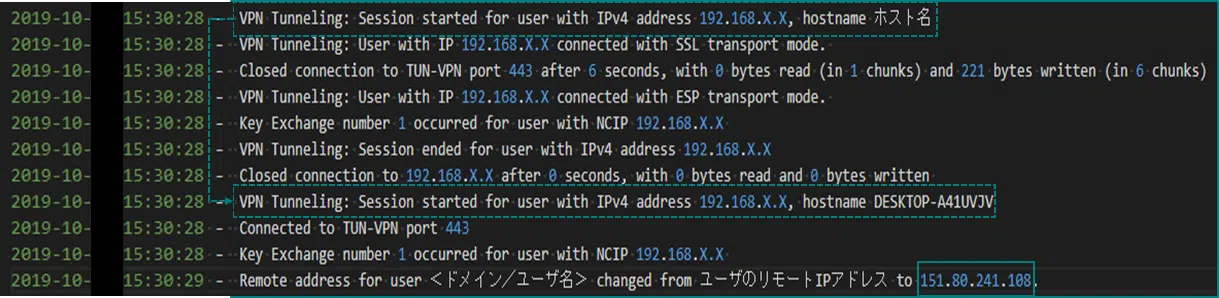 2019-10- 15:30:28 - VPN Tunneling: Session started for user with IPv4 address 192.168.X.X, hostname ホスト名
2019-10- 15:30:28 - VPN Tunneling: User with IP 192.168.X.X connected with SSL transport mode.
2019-10- 15:30:28 - Closed connection to TUN-VPN port 443 after 6 seconds, with 0 bytes read (in 1 chunks) and 221 bytes written (in 6 chunks)
2019-10- 15:30:28 - VPN Tunneling: User with IP 192.168.X.X connected with ESP transport mode.
2019-10- 15:30:28 - Key Exchange number 1 occurred for user with NCIP 192.168.X.X
2019-10- 15:30:28 - VPN Tunneling: Session ended for user with IPv4 address 192.168.X.X
2019-10- 15:30:28 - Closed connection to 192.168.X.X after 0 seconds, with 0 bytes read and 0 bytes written
2019-10- 15:30:28 - VPN Tunneling: Session started for user with IPv4 address 192.168.X.X, hostname DESKTOP-A41UVJV
2019-10- 15:30:28 - Connected to TUN-VPN port 443
2019-10- 15:30:28 - Key Exchange number 1 occurred for user with NCIP 192.168.X.X
2019-10- 15:30:29 - Remote address for user <ドメイン／ユーザ名> changed from ユーザのリモートIPアドレス to 151.80.241.108.